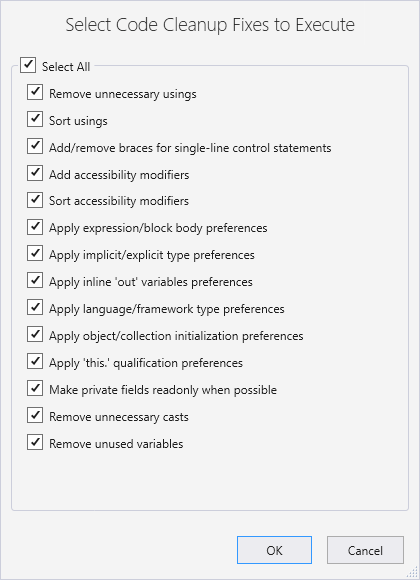 Select Code Cleanup Fixes to Execute
Select All
Remove unnecessary usings
Sort usings
Add/remove braces for single-line control statements
Add accessibility modifiers
Sort accessibility modifiers
Apply expression/block body preferences
Apply implicit/explicit type preferences
Apply inline 'out' variables preferences
Apply language/framework type preferences
Apply object/collection initialization preferences
Apply 'this.' qualification preferences
Make private fields readonly when possible
Remove unnecessary casts
Remove unused variables
OK
Cancel